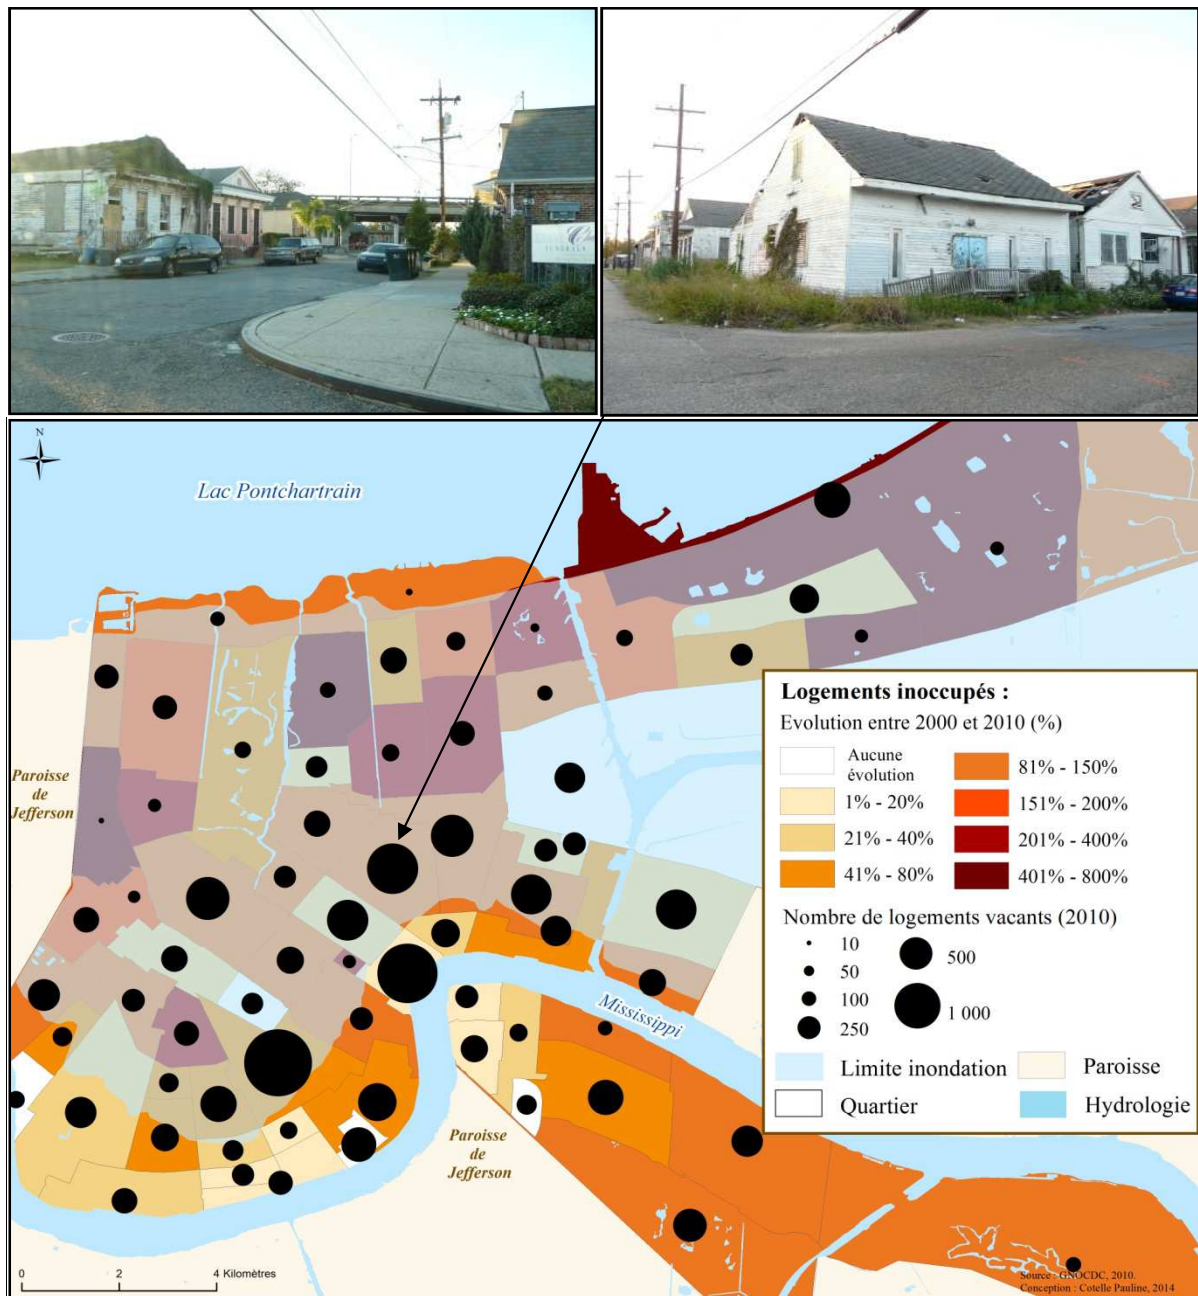 N
Lac Pontchartrain
Paroisse
de
Jefferson
Logements inoccupés :
Evolution entre 2000 et 2010 (%)
Aucune
évolution
1% - 20%
21% - 40%
41% - 80%
81% - 150%
151% - 200%
201% - 400%
401% - 800%
Nombre de logements vacants (2010)
10
50
100
250
500
1 000
Limite inondation
Paroisse
Quartier
Hydrologie
Mississippi
Paroisse
de
Jefferson
0 2 4 Kilomètres
Source : GNOCDC, 2010.
Conception : Cotelle Pauline, 2014